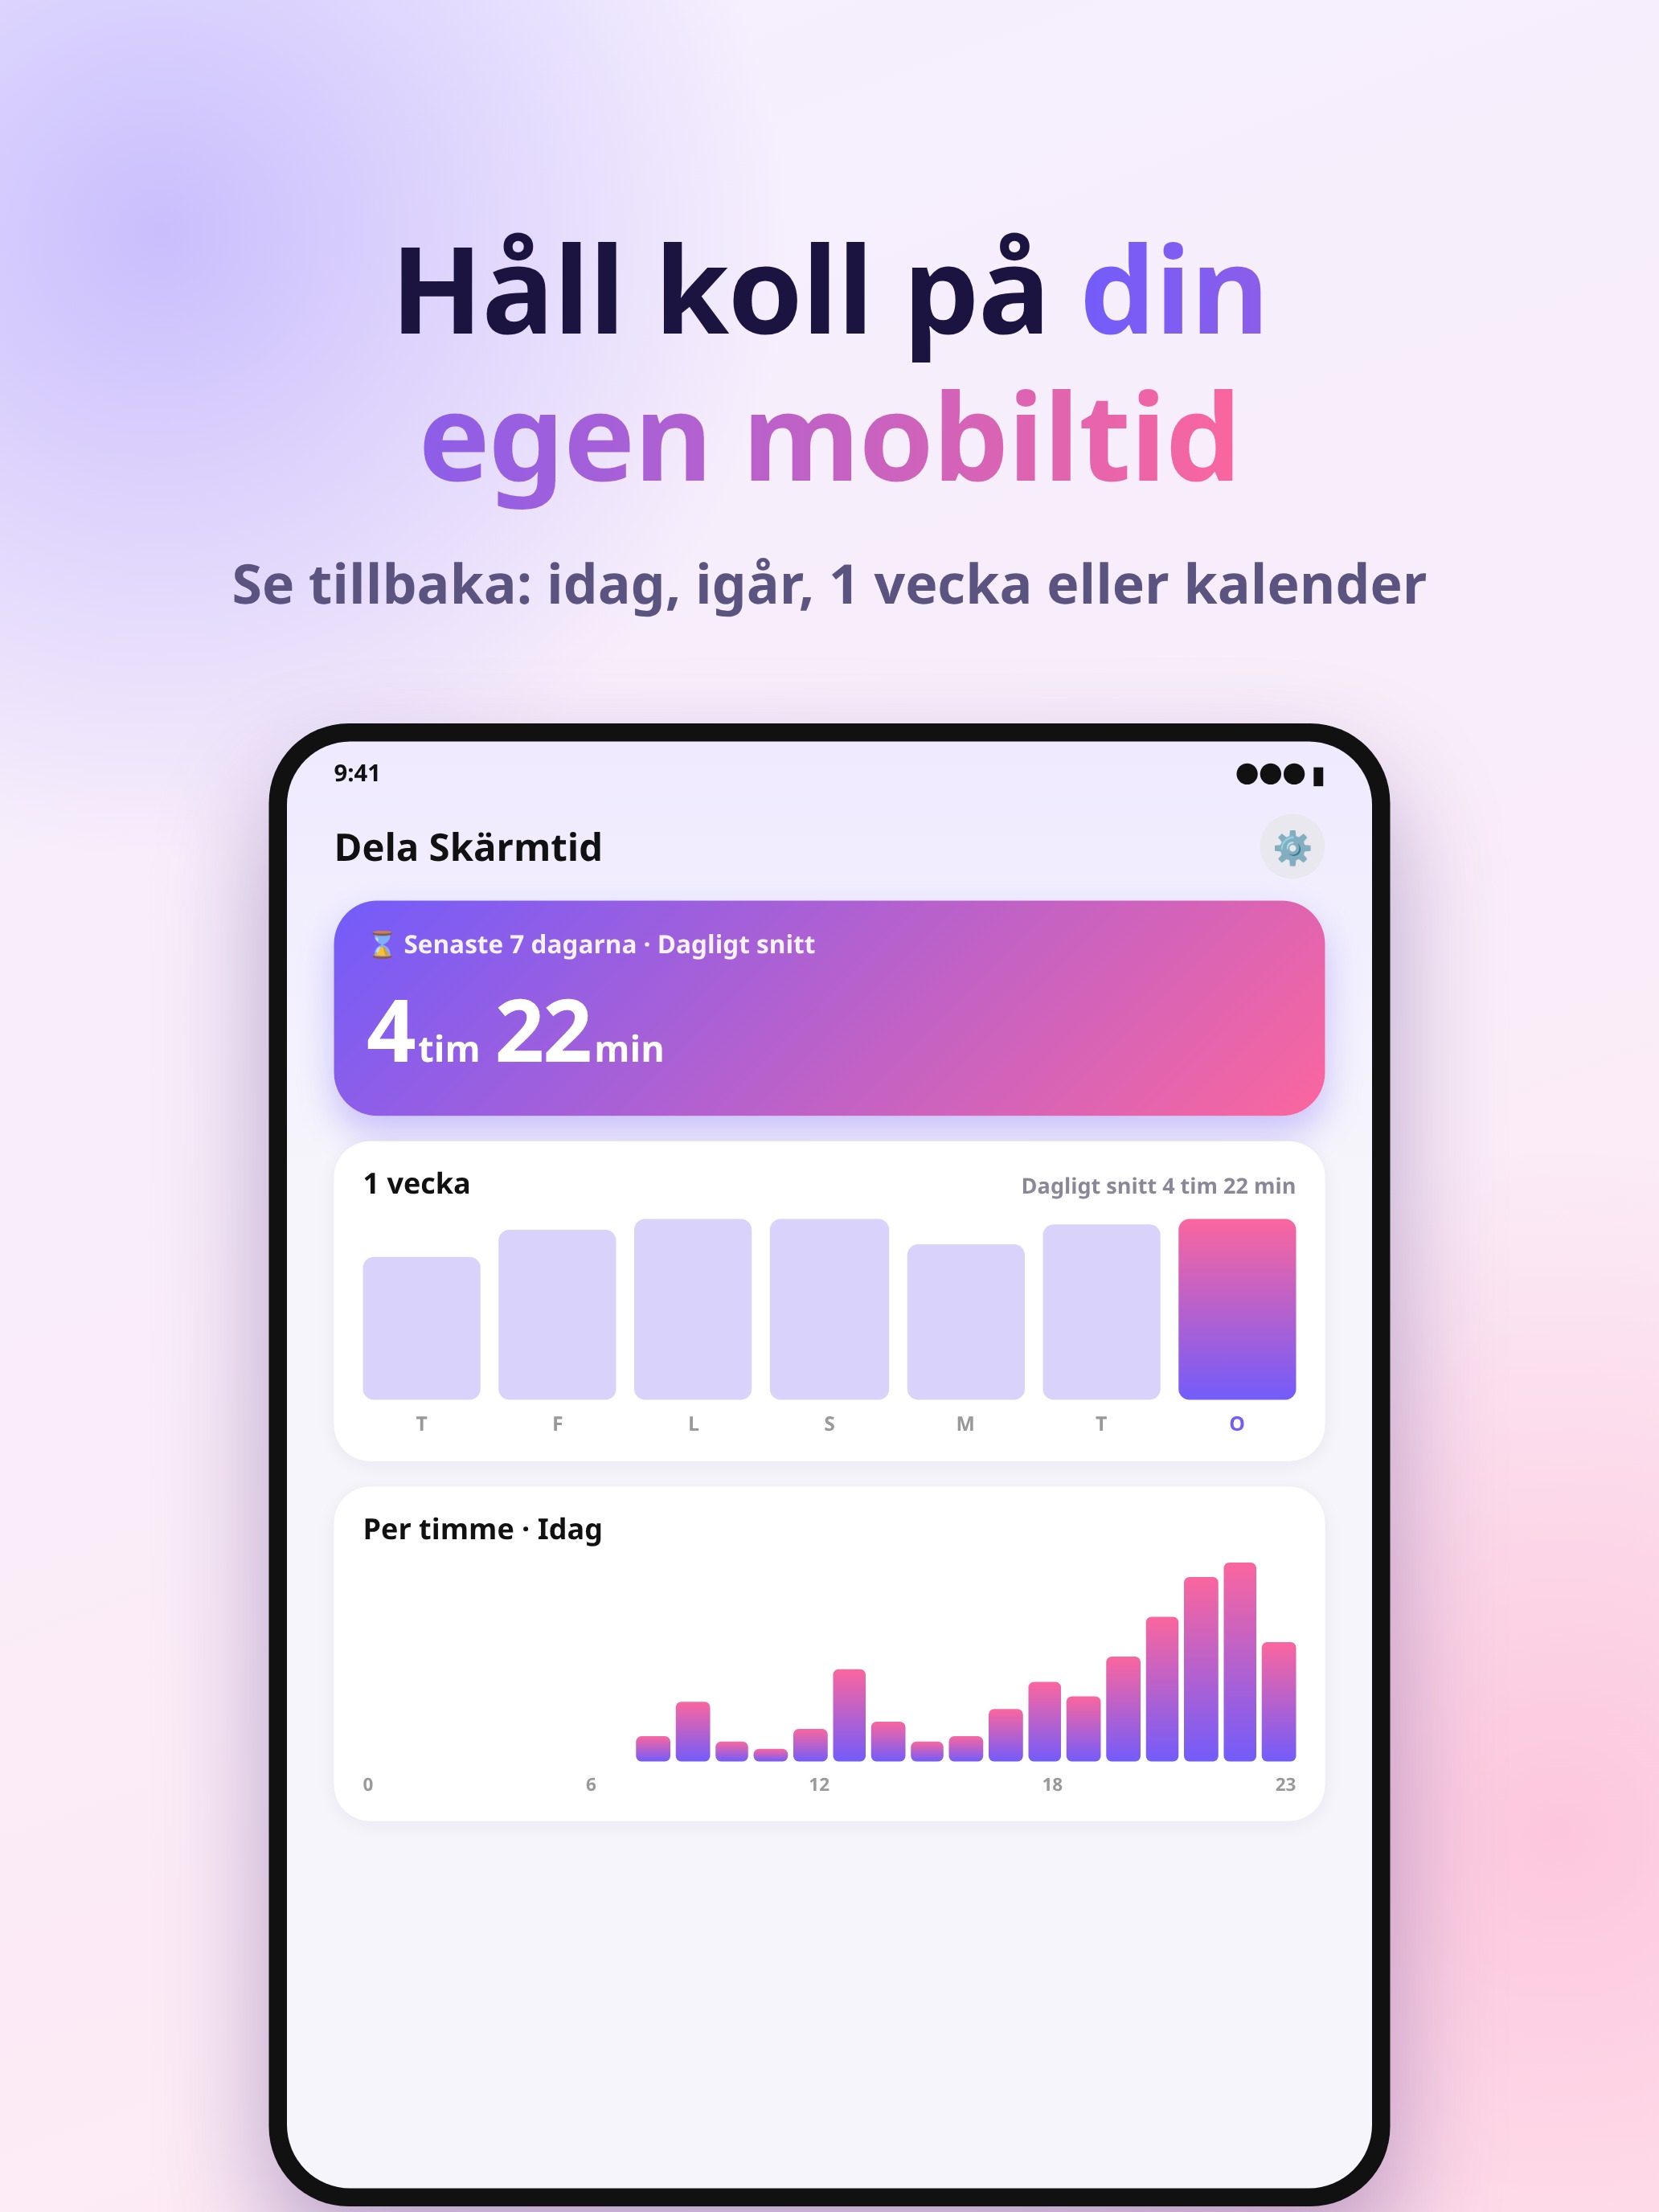 Håll koll på din
egen mobiltid
Se tillbaka: idag, igår, 1 vecka eller kalender
9:41
Dela Skärmtid
⌛ Senaste 7 dagarna · Dagligt snitt
4tim 22min
1 vecka
Dagligt snitt 4 tim 22 min
T F L S M T O
Per timme · Idag
0 6 12 18 23